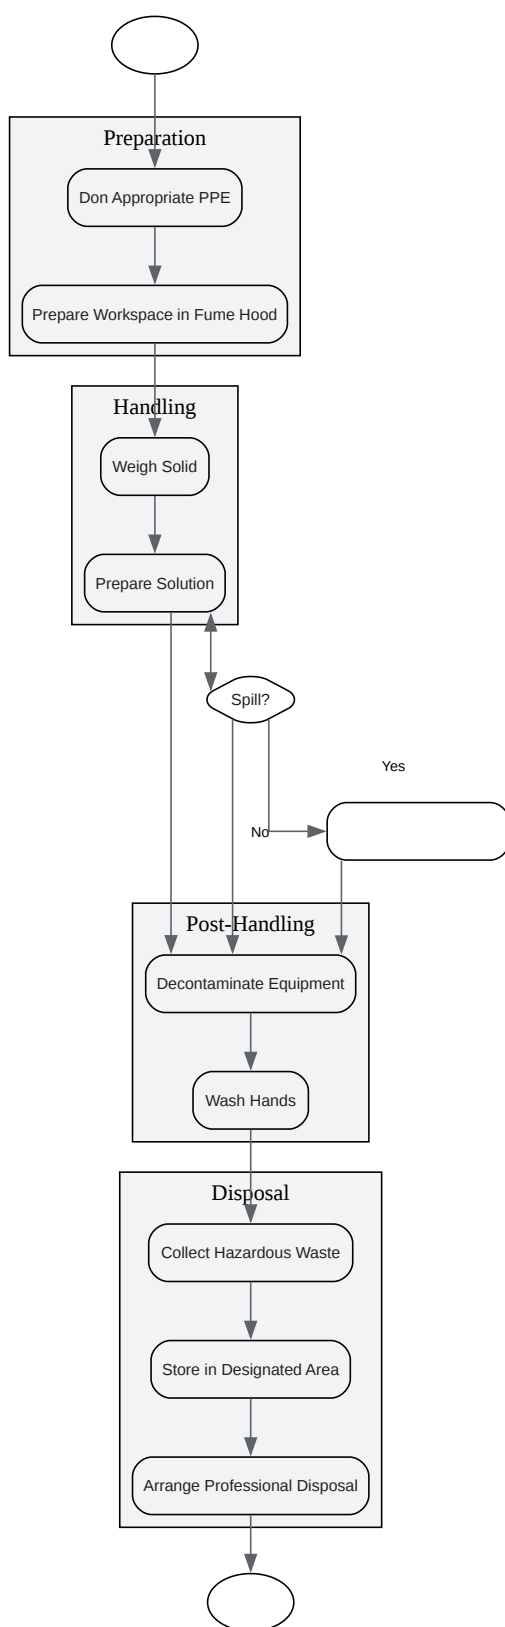 Preparation
Don Appropriate PPE
Prepare Workspace in Fume Hood
Handling
Weigh Solid
Prepare Solution
Spill?
Yes
No
Post-Handling
Decontaminate Equipment
Wash Hands
Disposal
Collect Hazardous Waste
Store in Designated Area
Arrange Professional Disposal